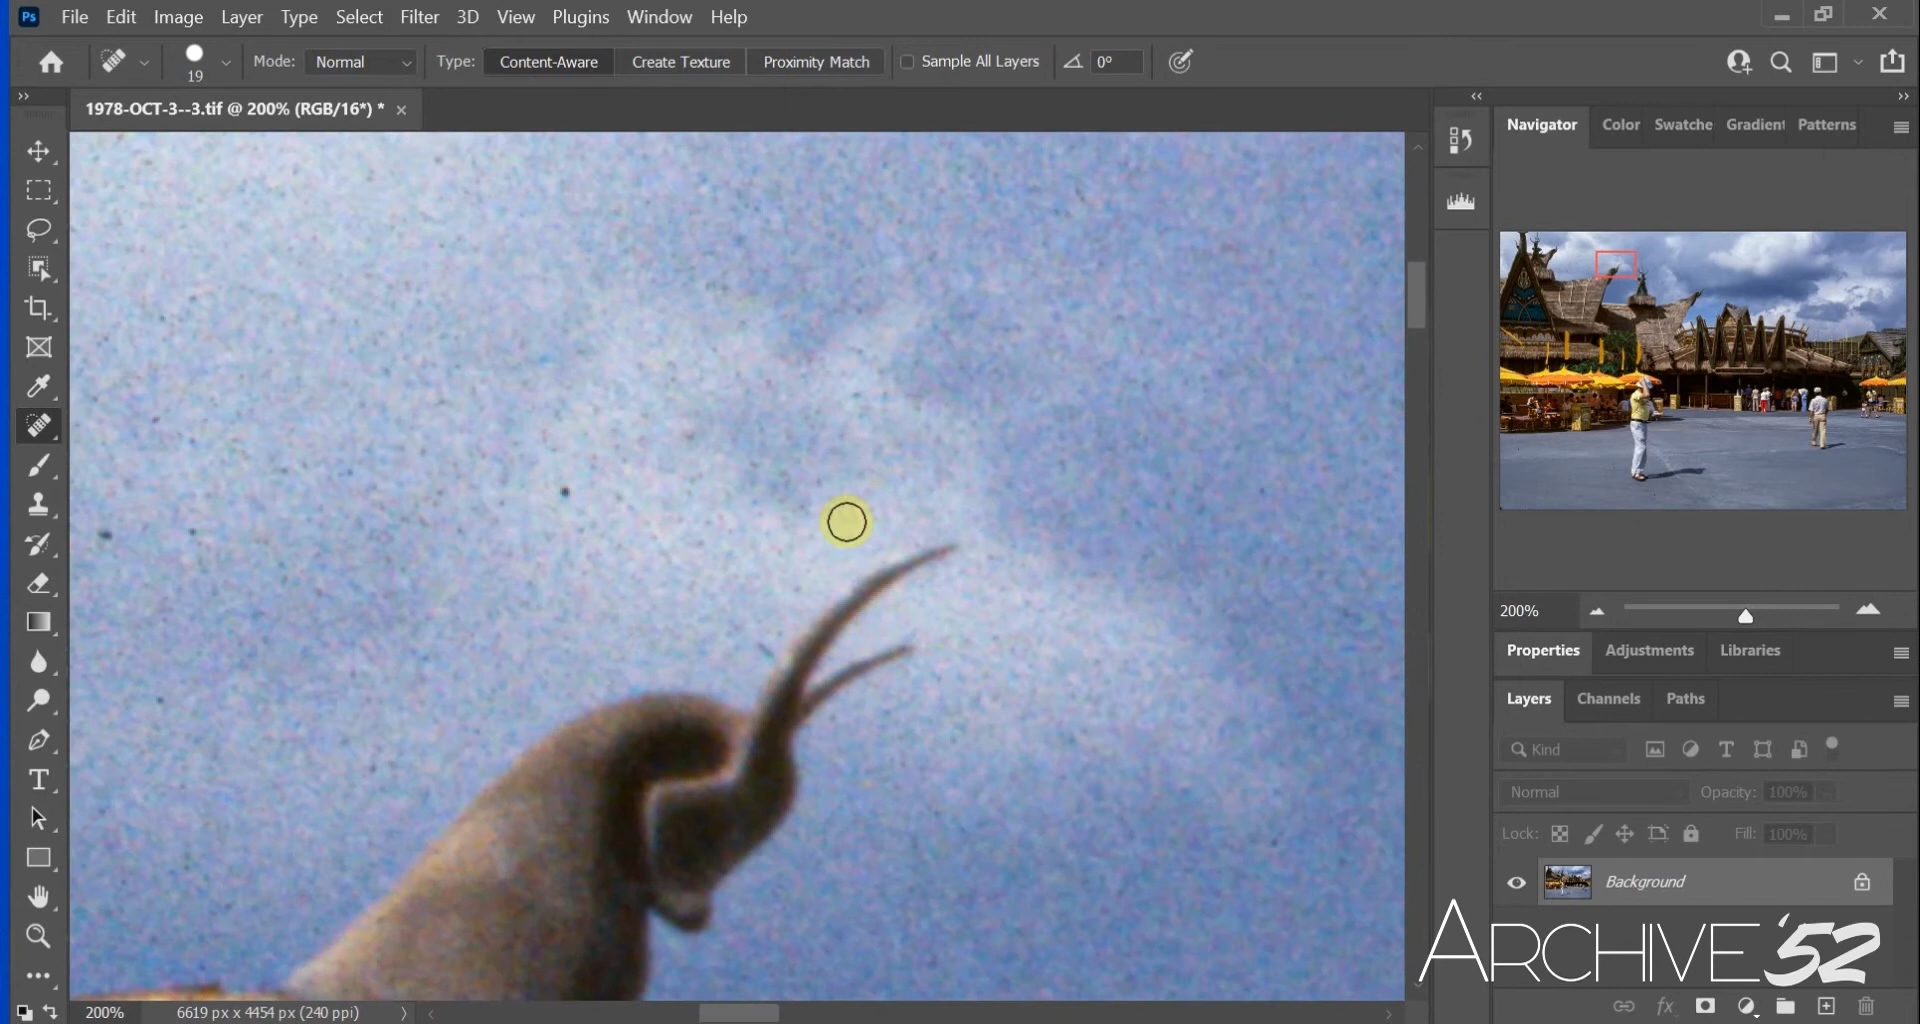 Ps File Edit Image Layer Type Select Filter 3D View Plugins Window Help
19 Mode: Normal Type: Content-Aware Create Texture Proximity Match Sample All Layers 0°
1978-OCT-3--3.tif @ 200% (RGB/16*) * ×
Navigator Color Swatche Gradient Patterns
200%
Properties Adjustments Libraries
Layers Channels Paths
Kind
Normal Opacity: 100%
Lock: Fill: 100%
Background
ARCHIVE '52
fx
200% 6619 px x 4454 px (240 ppi)